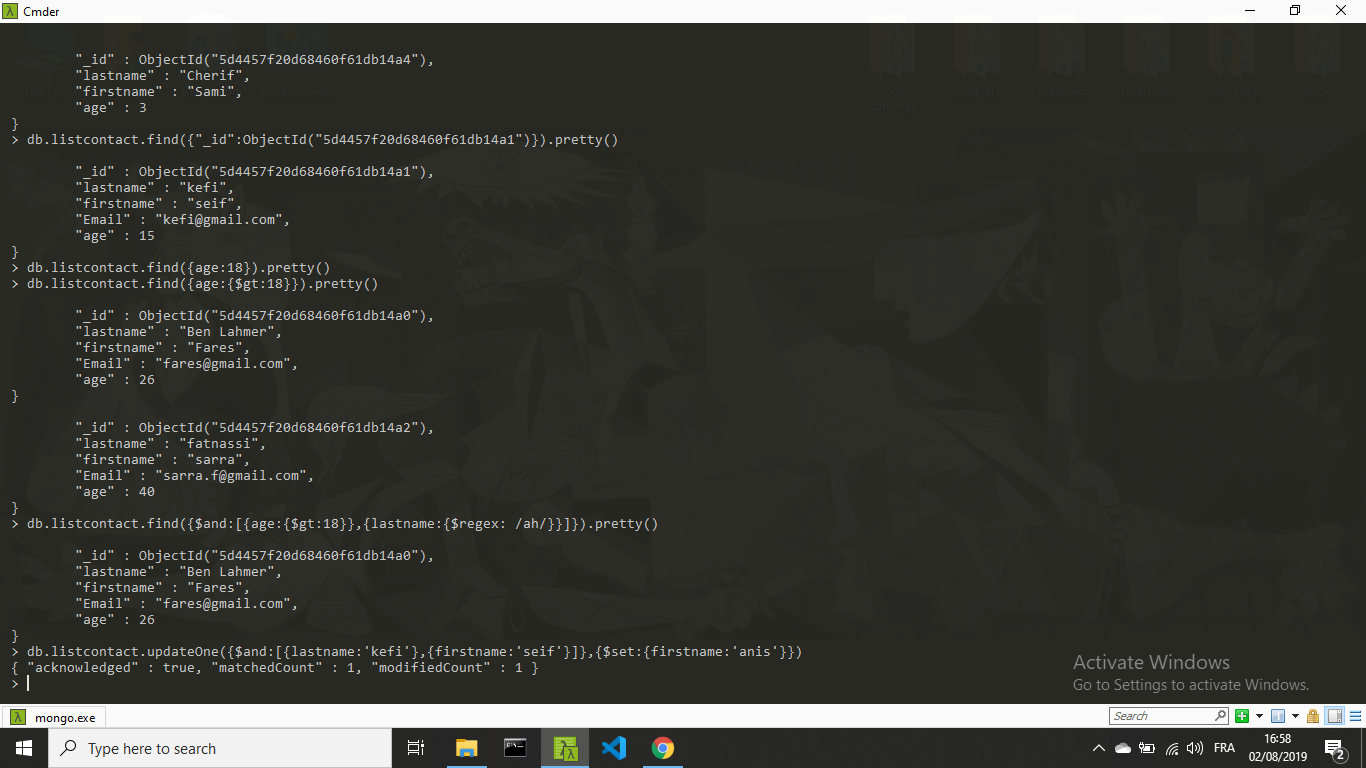 Cmder
"_id" : ObjectId("5d4457f20d68460f61db14a4"),
"lastname" : "Cherif",
"firstname" : "Sami",
"age" : 3
}
> db.listcontact.find({"_id":ObjectId("5d4457f20d68460f61db14a1")}).pretty()
"_id" : ObjectId("5d4457f20d68460f61db14a1"),
"lastname" : "kefi",
"firstname" : "seif",
"Email" : "kefi@gmail.com",
"age" : 15
}
> db.listcontact.find({age:18}).pretty()
> db.listcontact.find({age:{$gt:18}}).pretty()
"_id" : ObjectId("5d4457f20d68460f61db14a0"),
"lastname" : "Ben Lahmer",
"firstname" : "Fares",
"Email" : "fares@gmail.com",
"age" : 26
}
"_id" : ObjectId("5d4457f20d68460f61db14a2"),
"lastname" : "fatnassi",
"firstname" : "sarra",
"Email" : "sarra.f@gmail.com",
"age" : 40
}
> db.listcontact.find({$and:[{age:{$gt:18}},{lastname:{$regex: /ah/}}]}).pretty()
"_id" : ObjectId("5d4457f20d68460f61db14a0"),
"lastname" : "Ben Lahmer",
"firstname" : "Fares",
"Email" : "fares@gmail.com",
"age" : 26
}
> db.listcontact.updateOne({$and:[{lastname:'kefi'},{firstname:'seif'}]},{$set:{firstname:'anis'}})
{ "acknowledged" : true, "matchedCount" : 1, "modifiedCount" : 1 }
>
Activate Windows
Go to Settings to activate Windows.
mongo.exe
Search
Type here to search
FRA
16:58
02/08/2019
2